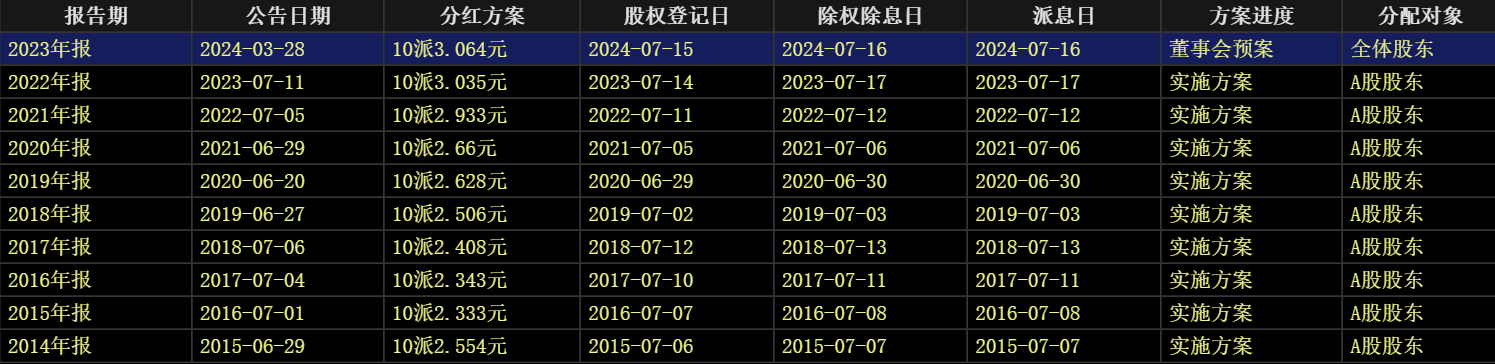 报告期 公告日期 分红方案 股权登记日 除权除息日 派息日 方案进度 分配对象
2023年报 2024-03-28 10派3.064元 2024-07-15 2024-07-16 2024-07-16 董事会预案 全体股东
2022年报 2023-07-11 10派3.035元 2023-07-14 2023-07-17 2023-07-17 实施方案 A股股东
2021年报 2022-07-05 10派2.933元 2022-07-11 2022-07-12 2022-07-12 实施方案 A股股东
2020年报 2021-06-29 10派2.66元 2021-07-05 2021-07-06 2021-07-06 实施方案 A股股东
2019年报 2020-06-20 10派2.628元 2020-06-29 2020-06-30 2020-06-30 实施方案 A股股东
2018年报 2019-06-27 10派2.506元 2019-07-02 2019-07-03 2019-07-03 实施方案 A股股东
2017年报 2018-07-06 10派2.408元 2018-07-12 2018-07-13 2018-07-13 实施方案 A股股东
2016年报 2017-07-04 10派2.343元 2017-07-10 2017-07-11 2017-07-11 实施方案 A股股东
2015年报 2016-07-01 10派2.333元 2016-07-07 2016-07-08 2016-07-08 实施方案 A股股东
2014年报 2015-06-29 10派2.554元 2015-07-06 2015-07-07 2015-07-07 实施方案 A股股东